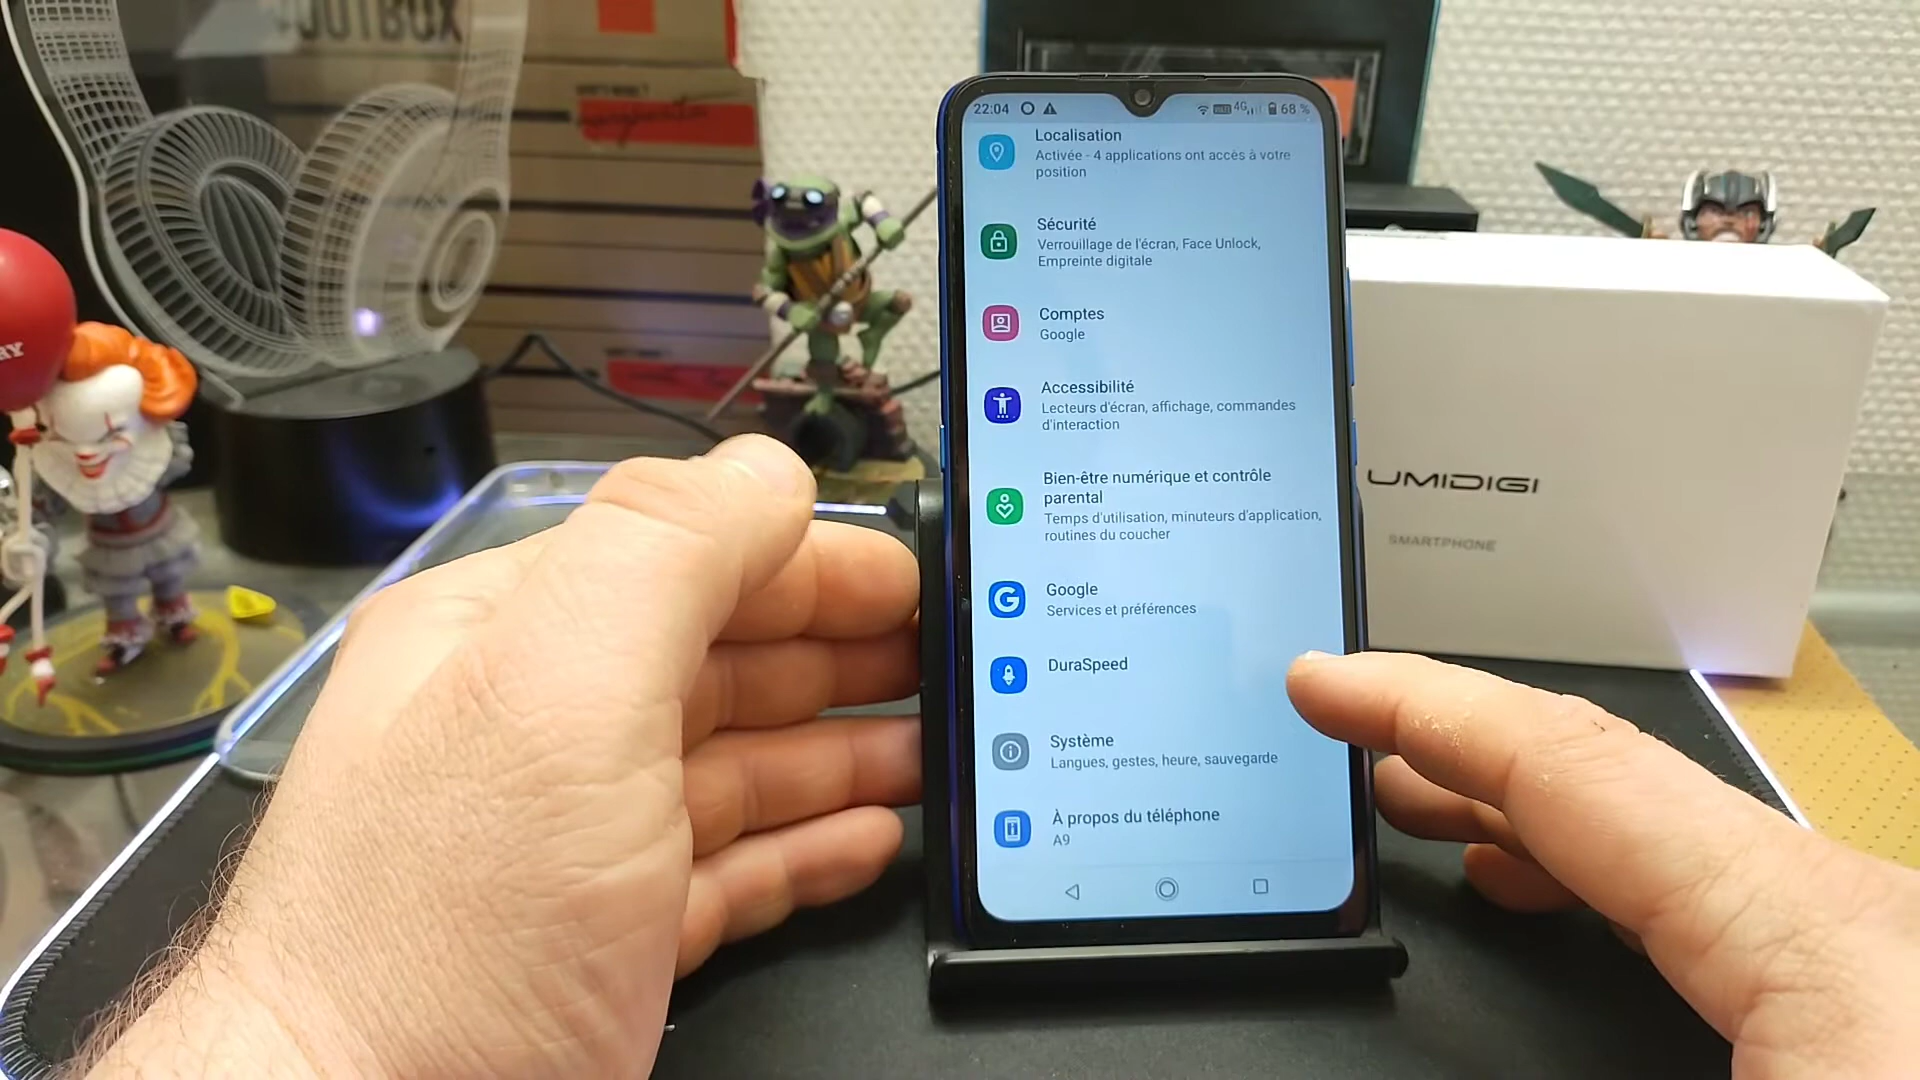 22:04
4G
68 %
Localisation
Activée - 4 applications ont accès à votre
position
Sécurité
Verrouillage de l'écran, Face Unlock,
Empreinte digitale
Comptes
Google
Accessibilité
Lecteurs d'écran, affichage, commandes
d'interaction
Bien-être numérique et contrôle
parental
Temps d'utilisation, minuteurs d'application,
routines du coucher
Google
Services et préférences
DuraSpeed
Système
Langues, gestes, heure, sauvegarde
À propos du téléphone
A9
UMIDIGI
SMARTPHONE